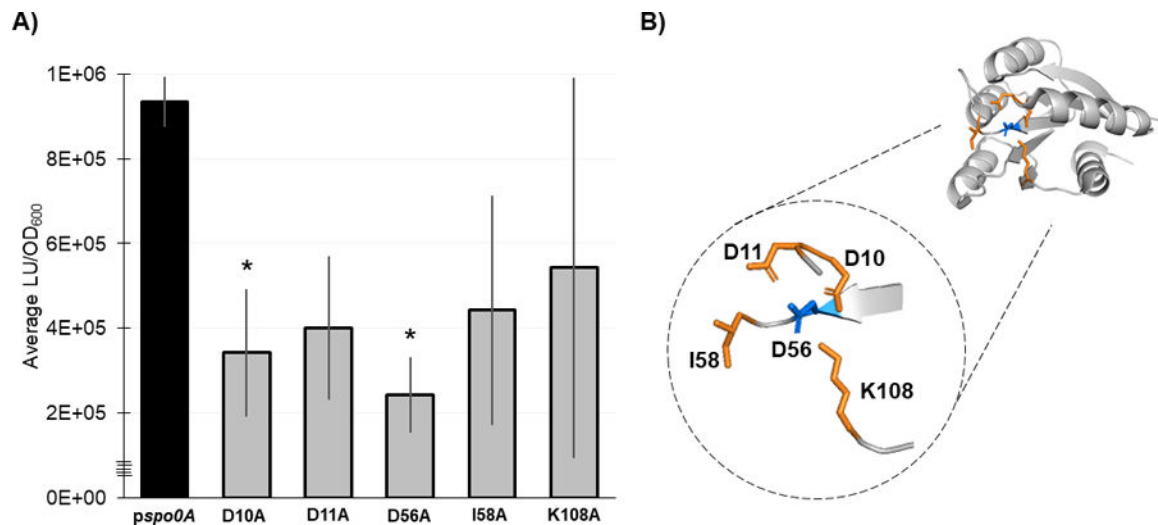 A)
B)
Average LU/OD600
1E+06
8E+05
6E+05
4E+05
2E+05
0E+00
*
*
pspo0A D10A D11A D56A I58A K108A
D11
D10
I58
D56
K108